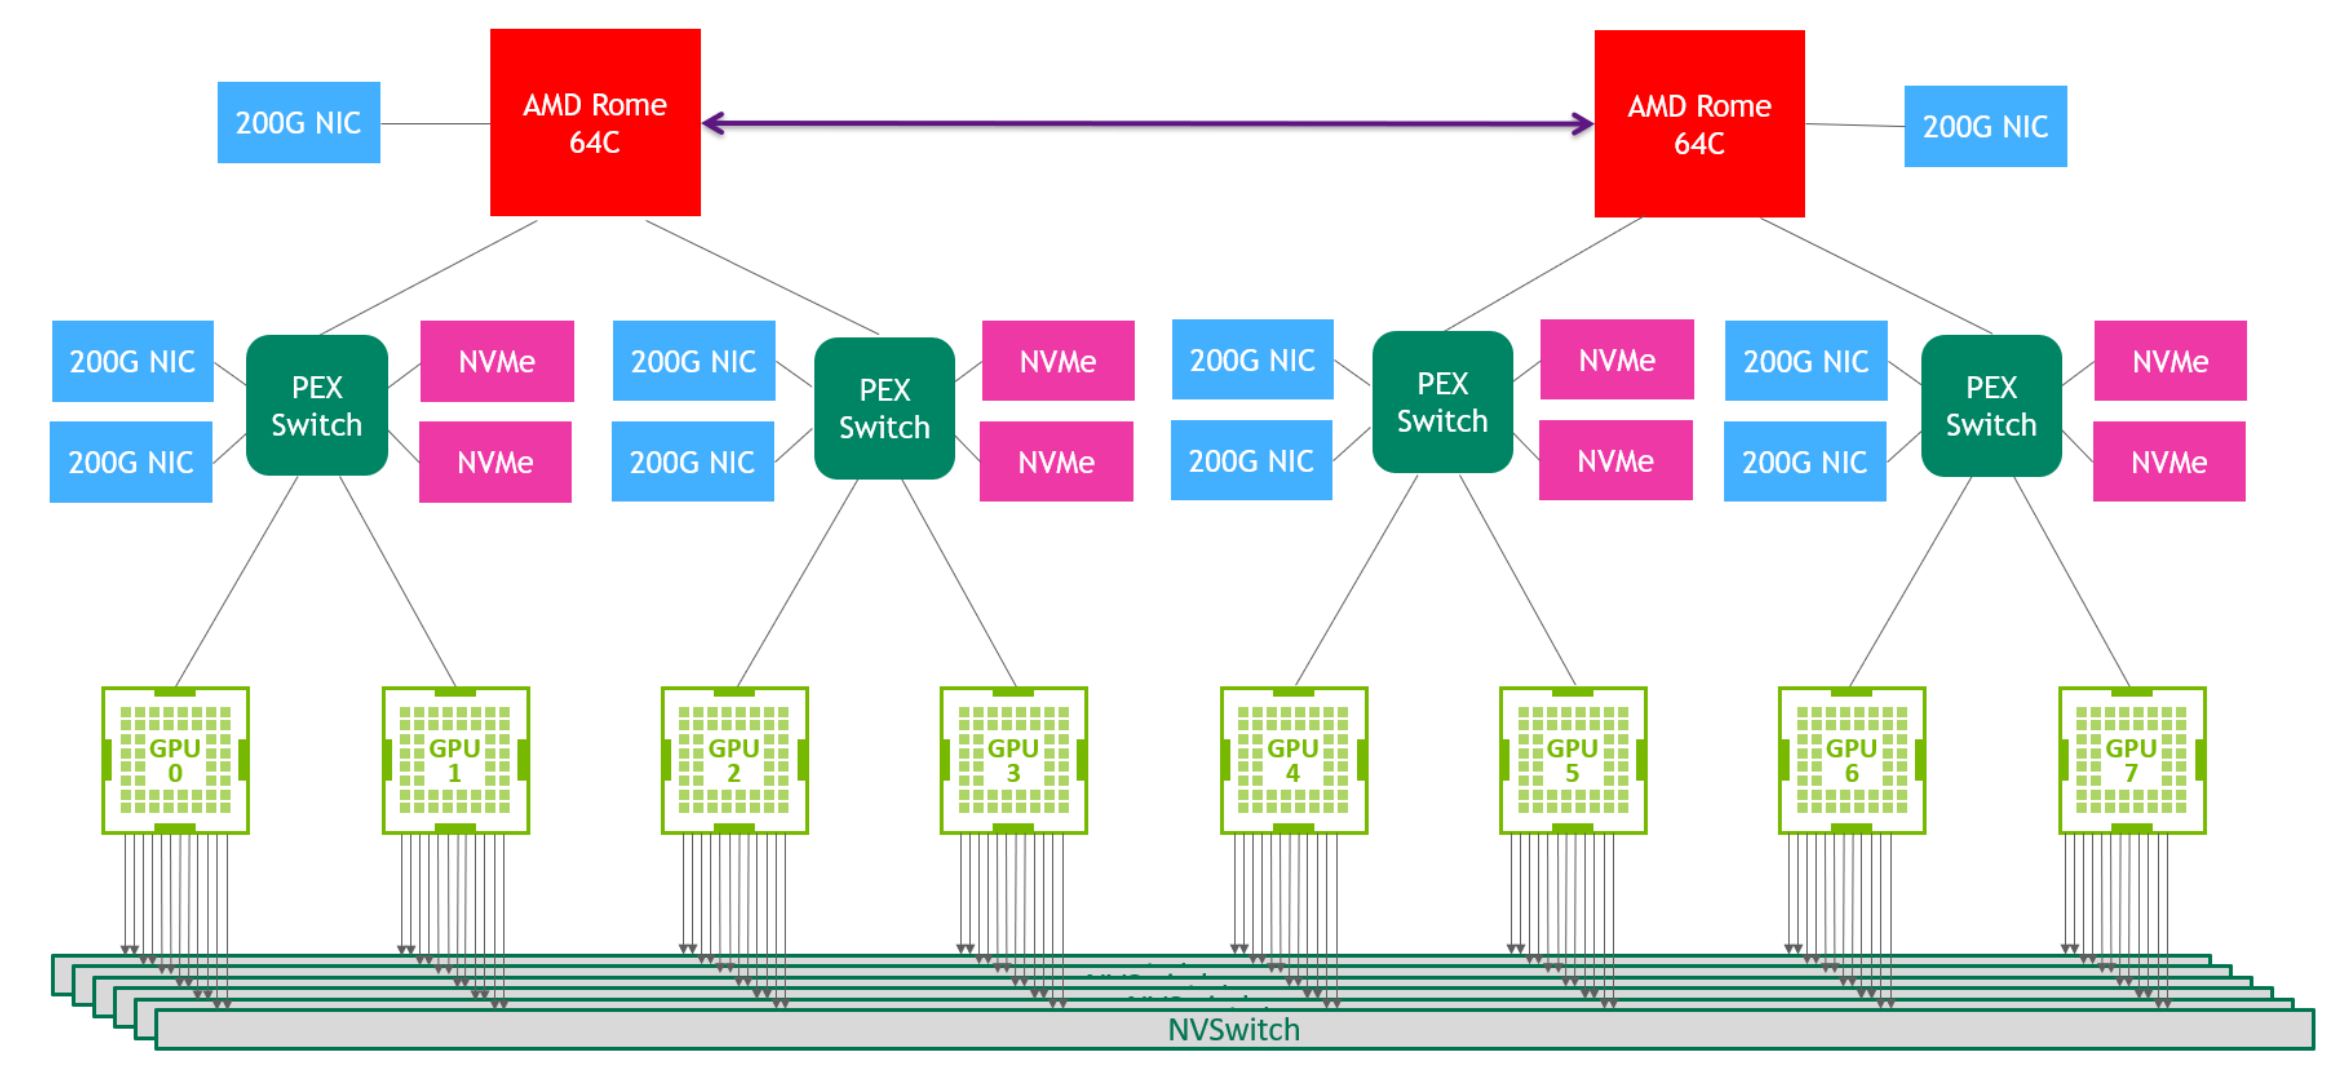 200G NIC
AMD Rome
64C
AMD Rome
64C
200G NIC
200G NIC
200G NIC
PEX
Switch
NVMe
NVMe
200G NIC
200G NIC
PEX
Switch
NVMe
NVMe
200G NIC
200G NIC
PEX
Switch
NVMe
NVMe
200G NIC
200G NIC
PEX
Switch
NVMe
NVMe
GPU
0
GPU
1
GPU
2
GPU
3
GPU
4
GPU
5
GPU
6
GPU
7
NVSwitch